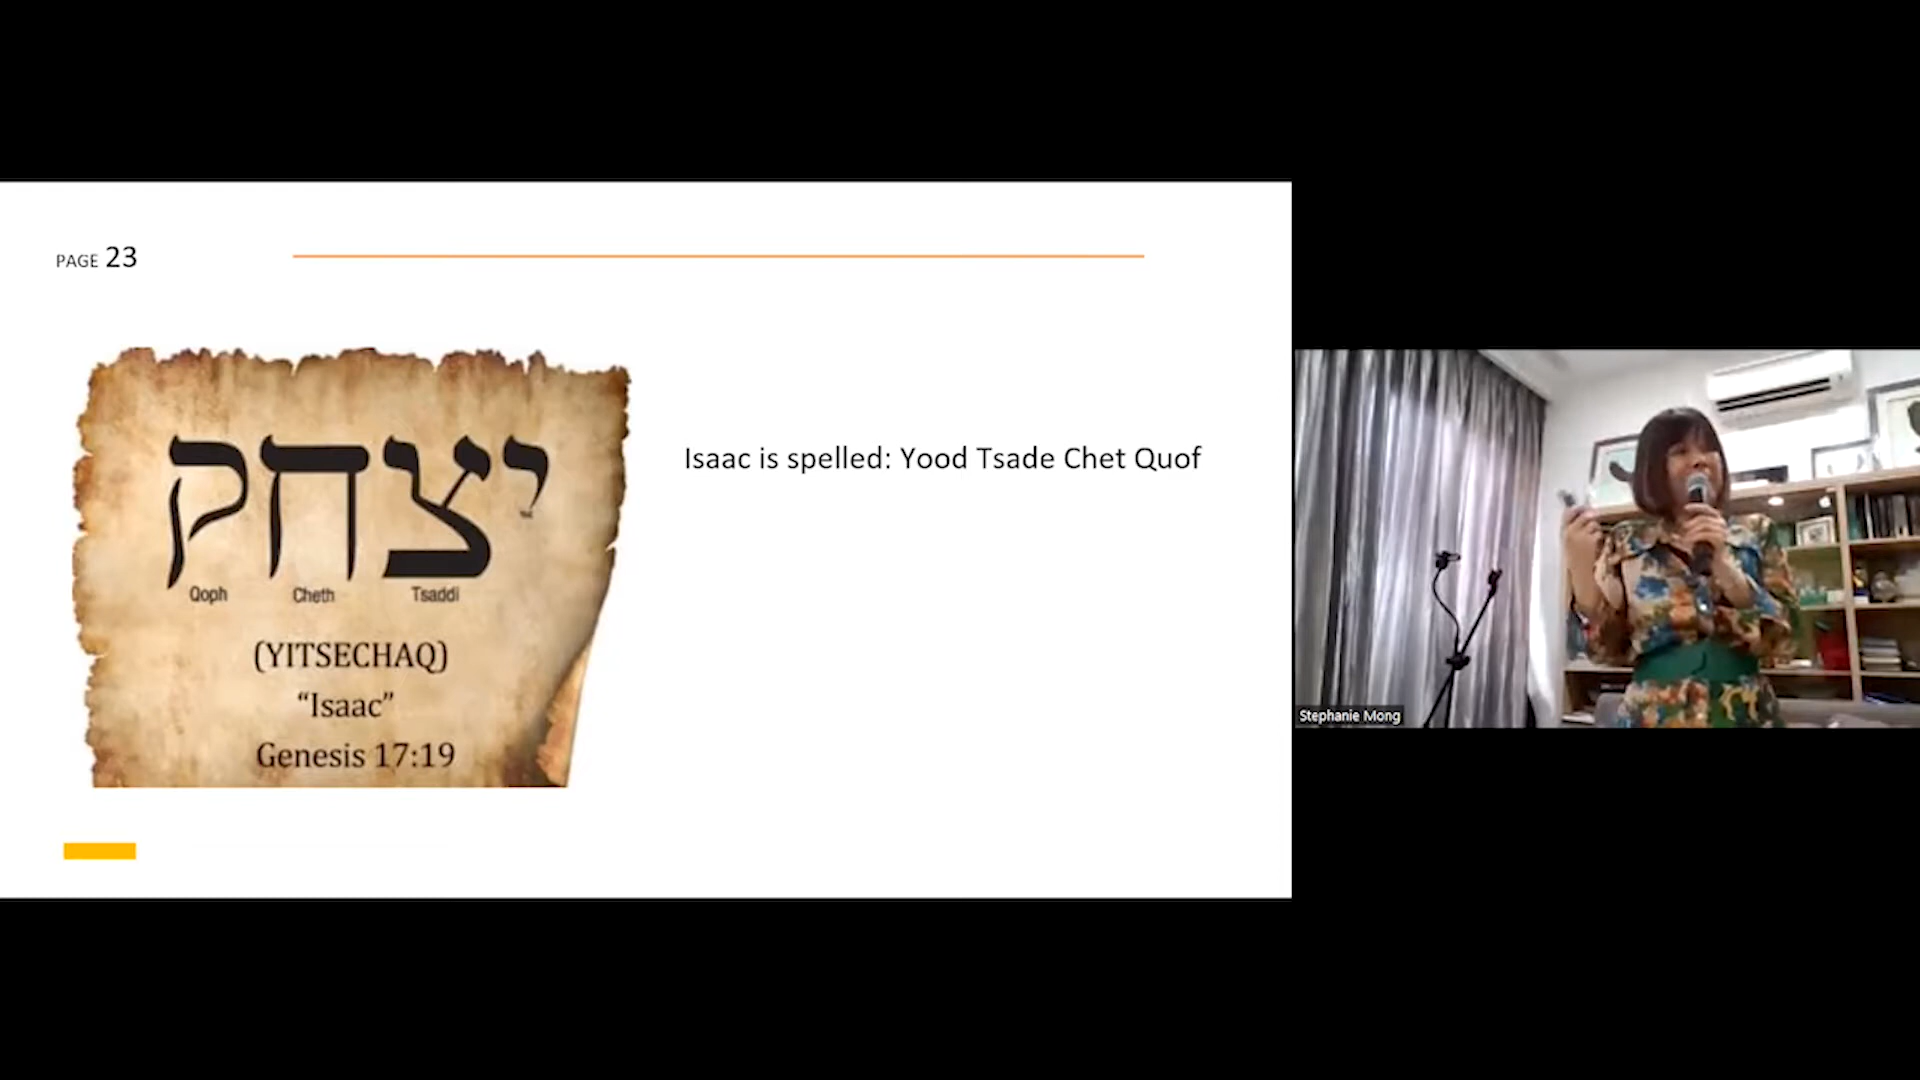 PAGE 23
יצחק
Qoph Cheth Tsaddi
(YITSECHAQ)
“Isaac”
Genesis 17:19
Isaac is spelled: Yood Tsade Chet Quof
Stephanie Mong